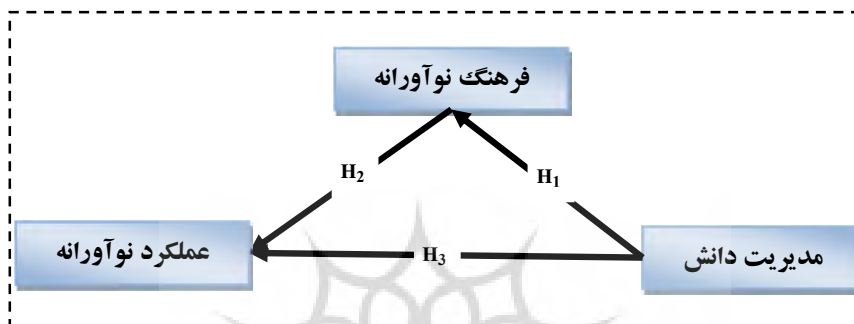 فرهنگ نوآورانه
H2
H1
عملکرد نوآورانه
H3
مدیریت دانش